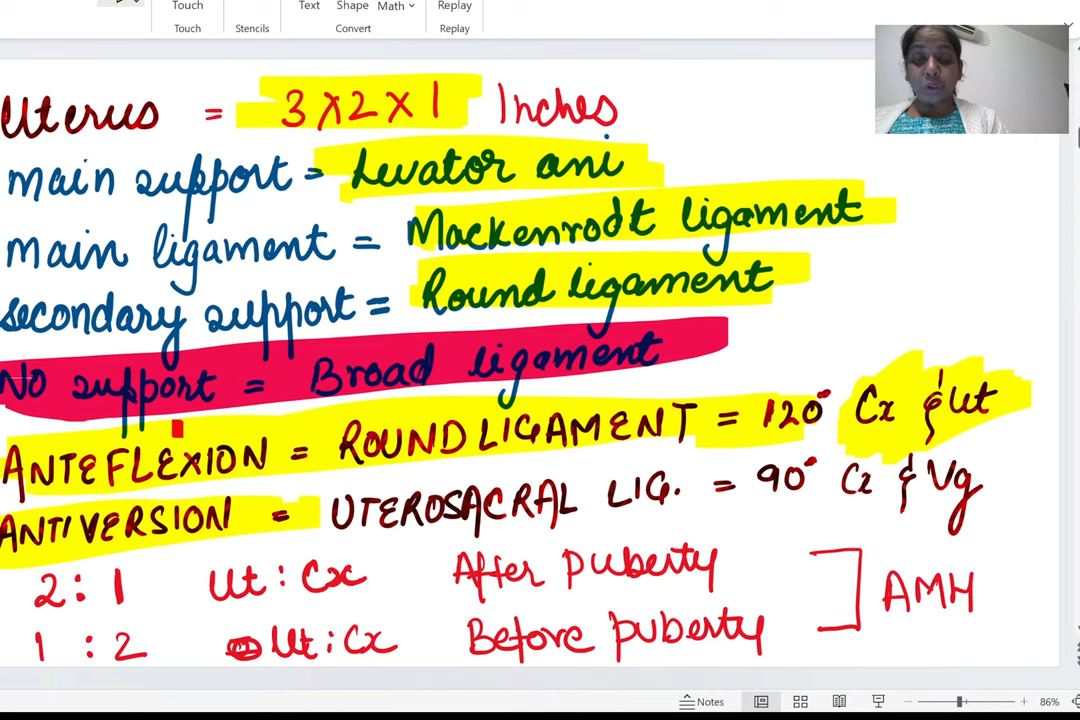 Touch Text Shape Math Replay
Touch Stencils Convert Replay
Uterus = 3 x 2 x 1 Inches
main support = Levator ani
main ligament = Mackenrodt ligament
secondary support = Round ligament
No support = Broad ligament
ANTEFLEXION = ROUND LIGAMENT = 120° Cx & Ut
ANTIVERSION = UTEROSACRAL LIG. = 90° Cx & Vg
2 : 1 Ut : Cx After puberty
1 : 2 Ut : Cx Before puberty
AMH
Notes 86%